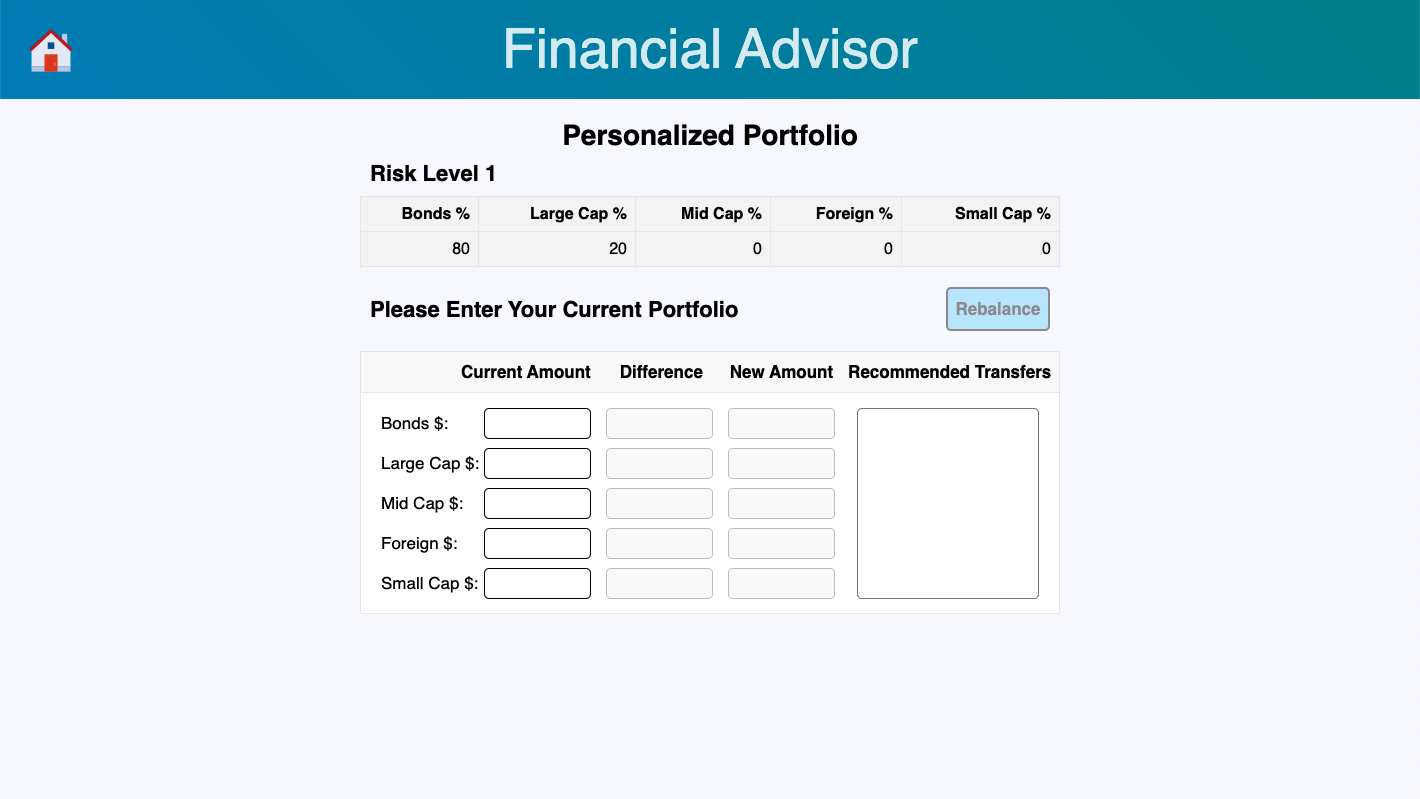 Financial Advisor
Personalized Portfolio
Risk Level 1
Bonds % Large Cap % Mid Cap % Foreign % Small Cap %
80 20 0 0 0
Please Enter Your Current Portfolio Rebalance
Current Amount Difference New Amount Recommended Transfers
Bonds $:
Large Cap $:
Mid Cap $:
Foreign $:
Small Cap $: